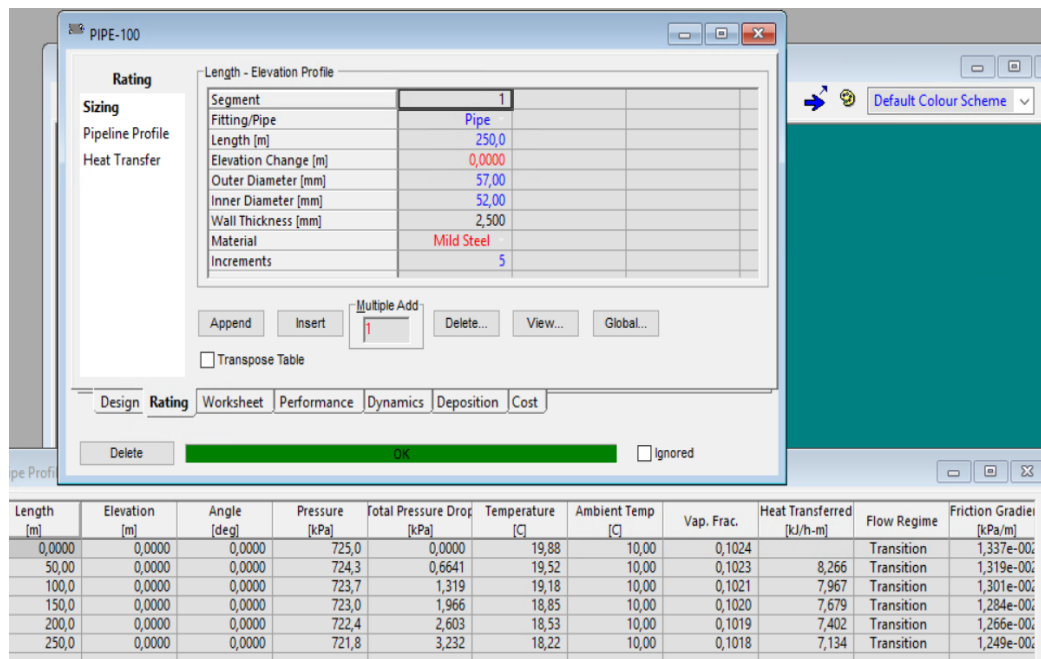 PIPE-100
Rating
Sizing
Pipeline Profile
Heat Transfer
Length - Elevation Profile
Segment 1
Fitting/Pipe Pipe
Length [m] 250,0
Elevation Change [m] 0,0000
Outer Diameter [mm] 57,00
Inner Diameter [mm] 52,00
Wall Thickness [mm] 2,500
Material Mild Steel
Increments 5
Append Insert Multiple Add 1 Delete... View... Global...
Transpose Table
Design Rating Worksheet Performance Dynamics Deposition Cost
Delete OK Ignored
Default Colour Scheme
Length [m] Elevation [m] Angle [deg] Pressure [kPa] Total Pressure Drop [kPa] Temperature [C] Ambient Temp [C] Vap. Frac. Heat Transferred [kJ/h-m] Flow Regime Friction Gradier [kPa/m]
0,0000 0,0000 0,0000 725,0 0,0000 19,88 10,00 0,1024 Transition 1,337e-002
50,00 0,0000 0,0000 724,3 0,6641 19,52 10,00 0,1023 8,266 Transition 1,319e-002
100,0 0,0000 0,0000 723,7 1,319 19,18 10,00 0,1021 7,967 Transition 1,301e-002
150,0 0,0000 0,0000 723,0 1,966 18,85 10,00 0,1020 7,679 Transition 1,284e-002
200,0 0,0000 0,0000 722,4 2,603 18,53 10,00 0,1019 7,402 Transition 1,266e-002
250,0 0,0000 0,0000 721,8 3,232 18,22 10,00 0,1018 7,134 Transition 1,249e-002